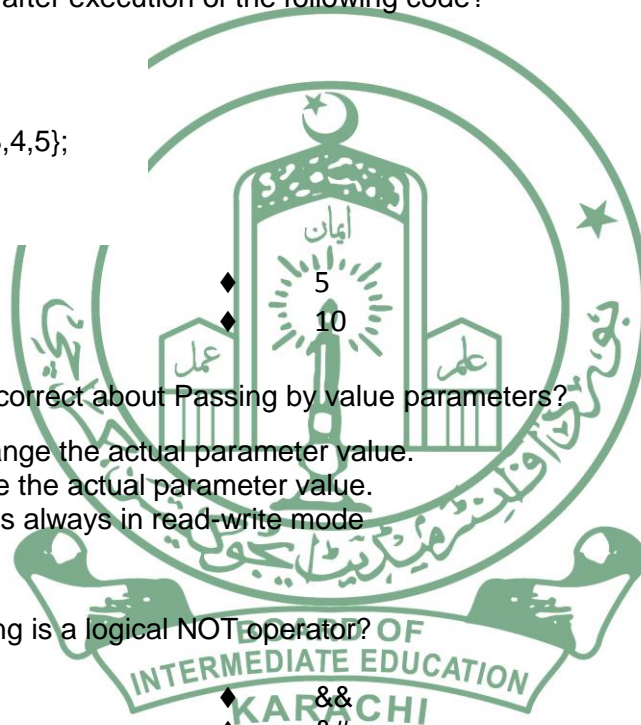 after execution of the following code?
,4,5};
ایمان
♦ 5
♦ 10
عمل
علم
correct about Passing by value parameters?
ange the actual parameter value.
e the actual parameter value.
s always in read-write mode
ng is a logical NOT operator?
BOARD OF
INTERMEDIATE EDUCATION
♦ &&
KARACHI